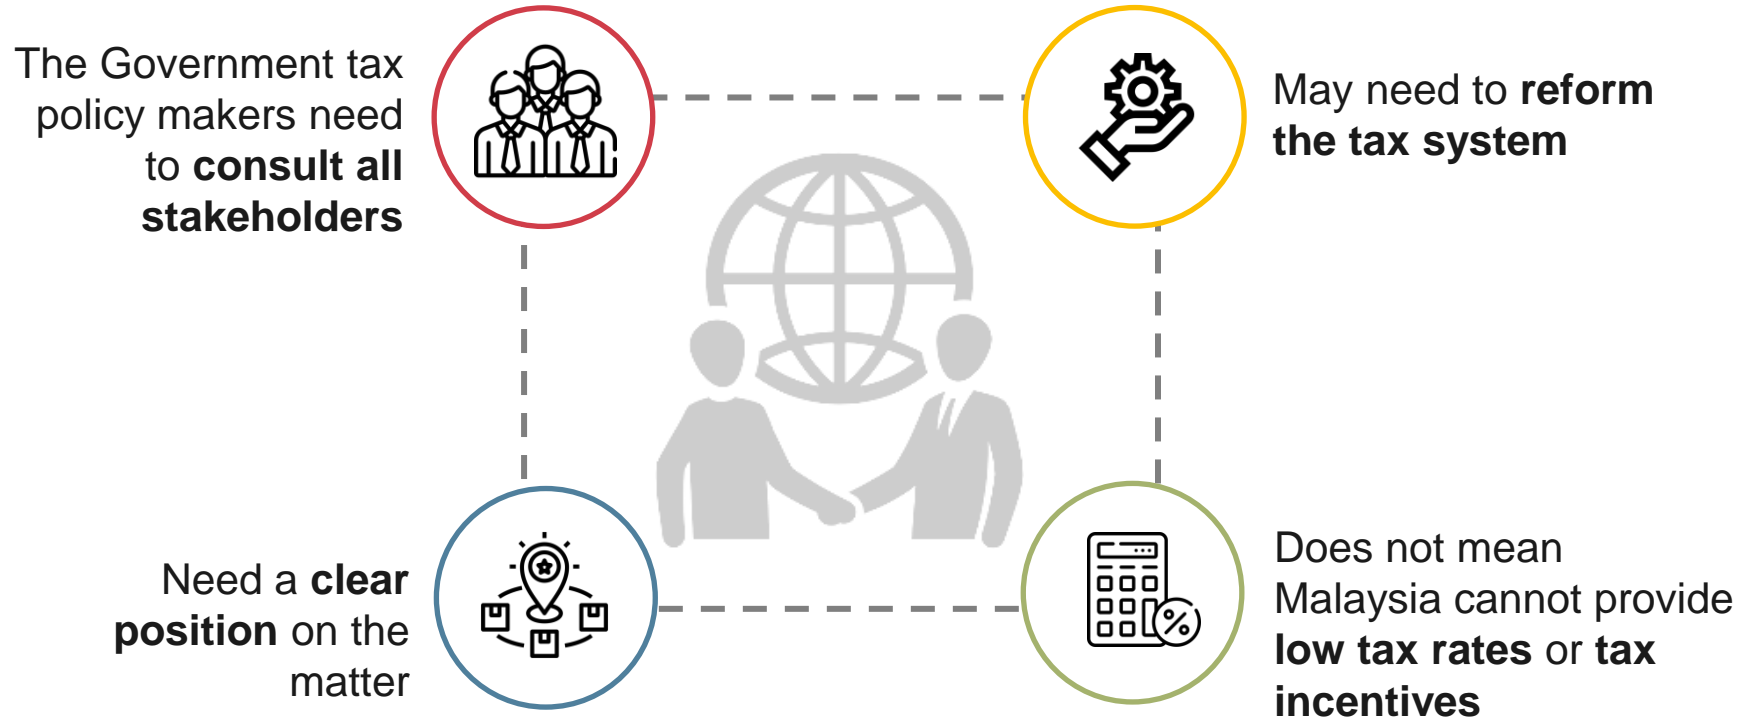 The Government tax
policy makers need
to consult all
stakeholders
May need to reform
the tax system
Need a clear
position on the
matter
Does not mean
Malaysia cannot provide
low tax rates or tax
incentives